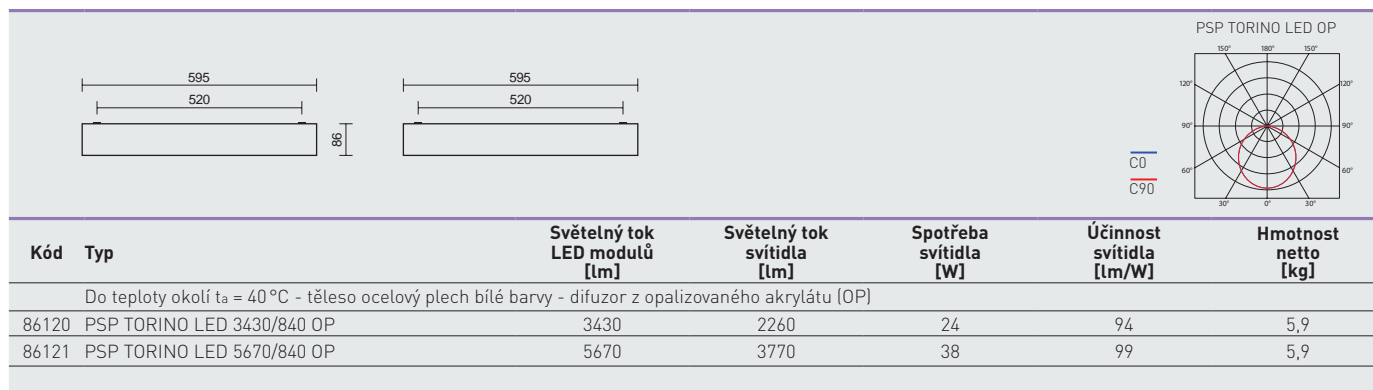 PSP TORINO LED OP
150° 180° 150°
120° 120°
90° 90°
60° 60°
30° 0° 30°
C0
C90
595
520
86
595
520
Kód Typ Světelný tok LED modulů [lm] Světelný tok svítidla [lm] Spotřeba svítidla [W] Účinnost svítidla [lm/W] Hmotnost netto [kg]
Do teploty okolí ta = 40 °C - těleso ocelový plech bílé barvy - difuzor z opalizovaného akrylátu (OP)
86120 PSP TORINO LED 3430/840 OP 3430 2260 24 94 5,9
86121 PSP TORINO LED 5670/840 OP 5670 3770 38 99 5,9